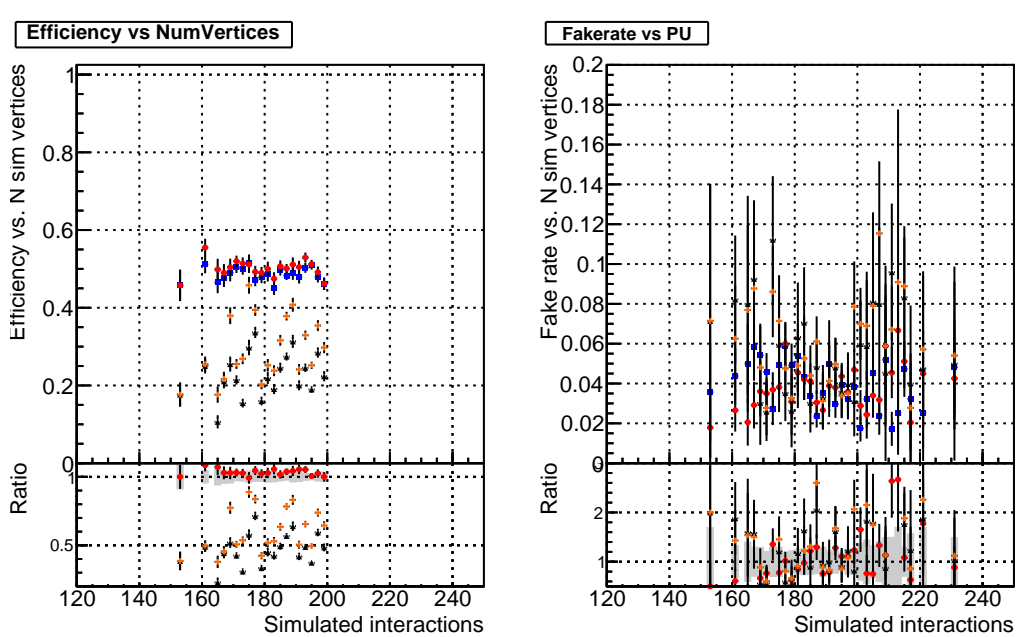 Efficiency vs NumVertices
Efficiency vs. N sim vertices
1
0.8
0.6
0.4
0.2
0
Ratio
1
0.5
120 140 160 180 200 220 240
Simulated interactions
Fakerate vs PU
Fake rate vs. N sim vertices
0.2
0.18
0.16
0.14
0.12
0.1
0.08
0.06
0.04
0.02
0
Ratio
2
1
120 140 160 180 200 220 240
Simulated interactions